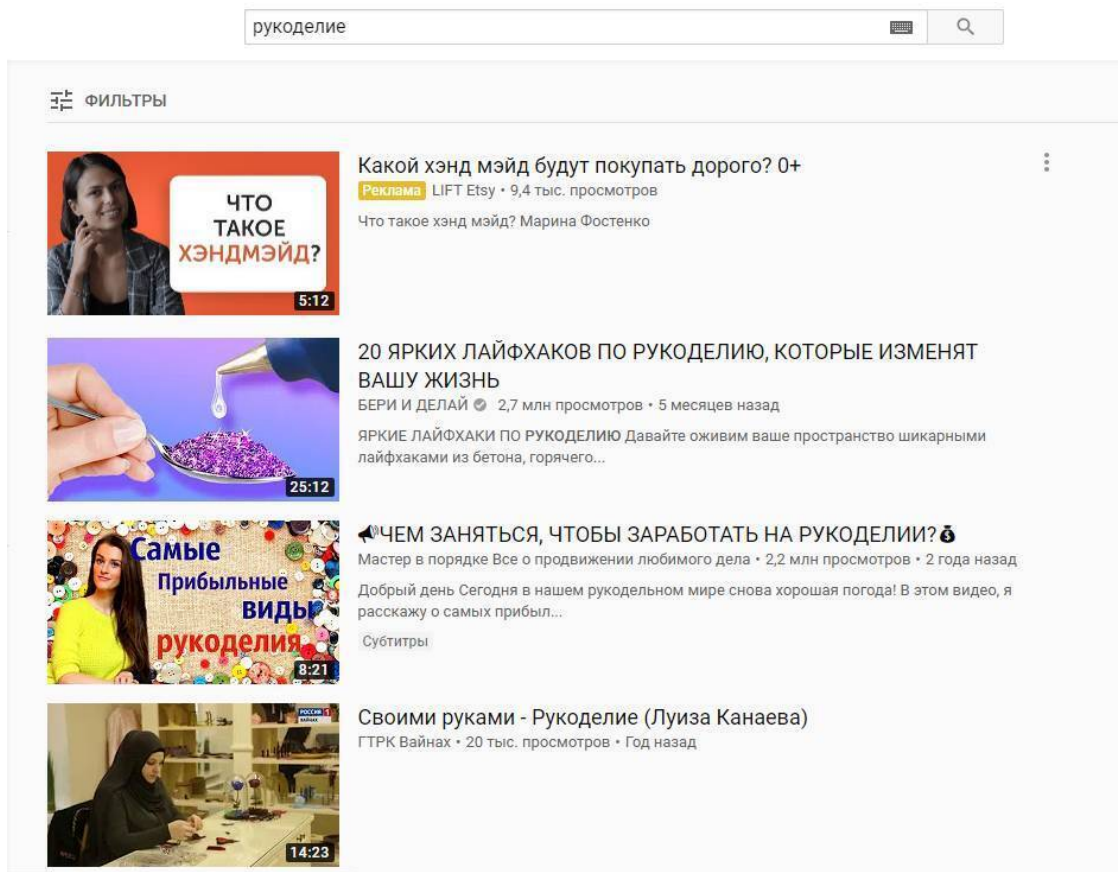 рукоделие
ФИЛЬТРЫ
ЧТО
ТАКОЕ
ХЭНДМЭЙД?
5:12
Какой хэнд мэйд будут покупать дорого? 0+
Реклама LIFT Etsy • 9,4 тыс. просмотров
Что такое хэнд мэйд? Марина Фостенко
25:12
20 ЯРКИХ ЛАЙФХАКОВ ПО РУКОДЕЛИЮ, КОТОРЫЕ ИЗМЕНЯТ
ВАШУ ЖИЗНЬ
БЕРИ И ДЕЛАЙ 2,7 млн просмотров • 5 месяцев назад
ЯРКИЕ ЛАЙФХАКИ ПО РУКОДЕЛИЮ Давайте оживим ваше пространство шикарными
лайфхаками из бетона, горячего...
Самые
Прибыльные
виды
рукоделия
8:21
📢ЧЕМ ЗАНЯТЬСЯ, ЧТОБЫ ЗАРАБОТАТЬ НА РУКОДЕЛИИ?💰
Мастер в порядке Все о продвижении любимого дела • 2,2 млн просмотров • 2 года назад
Добрый день Сегодня в нашем рукодельном мире снова хорошая погода! В этом видео, я
расскажу о самых прибыл...
Субтитры
РОССИЯ 1
ВАЙНАХ
14:23
Своими руками - Рукоделие (Луиза Канаева)
ГТРК Вайнах • 20 тыс. просмотров • Год назад